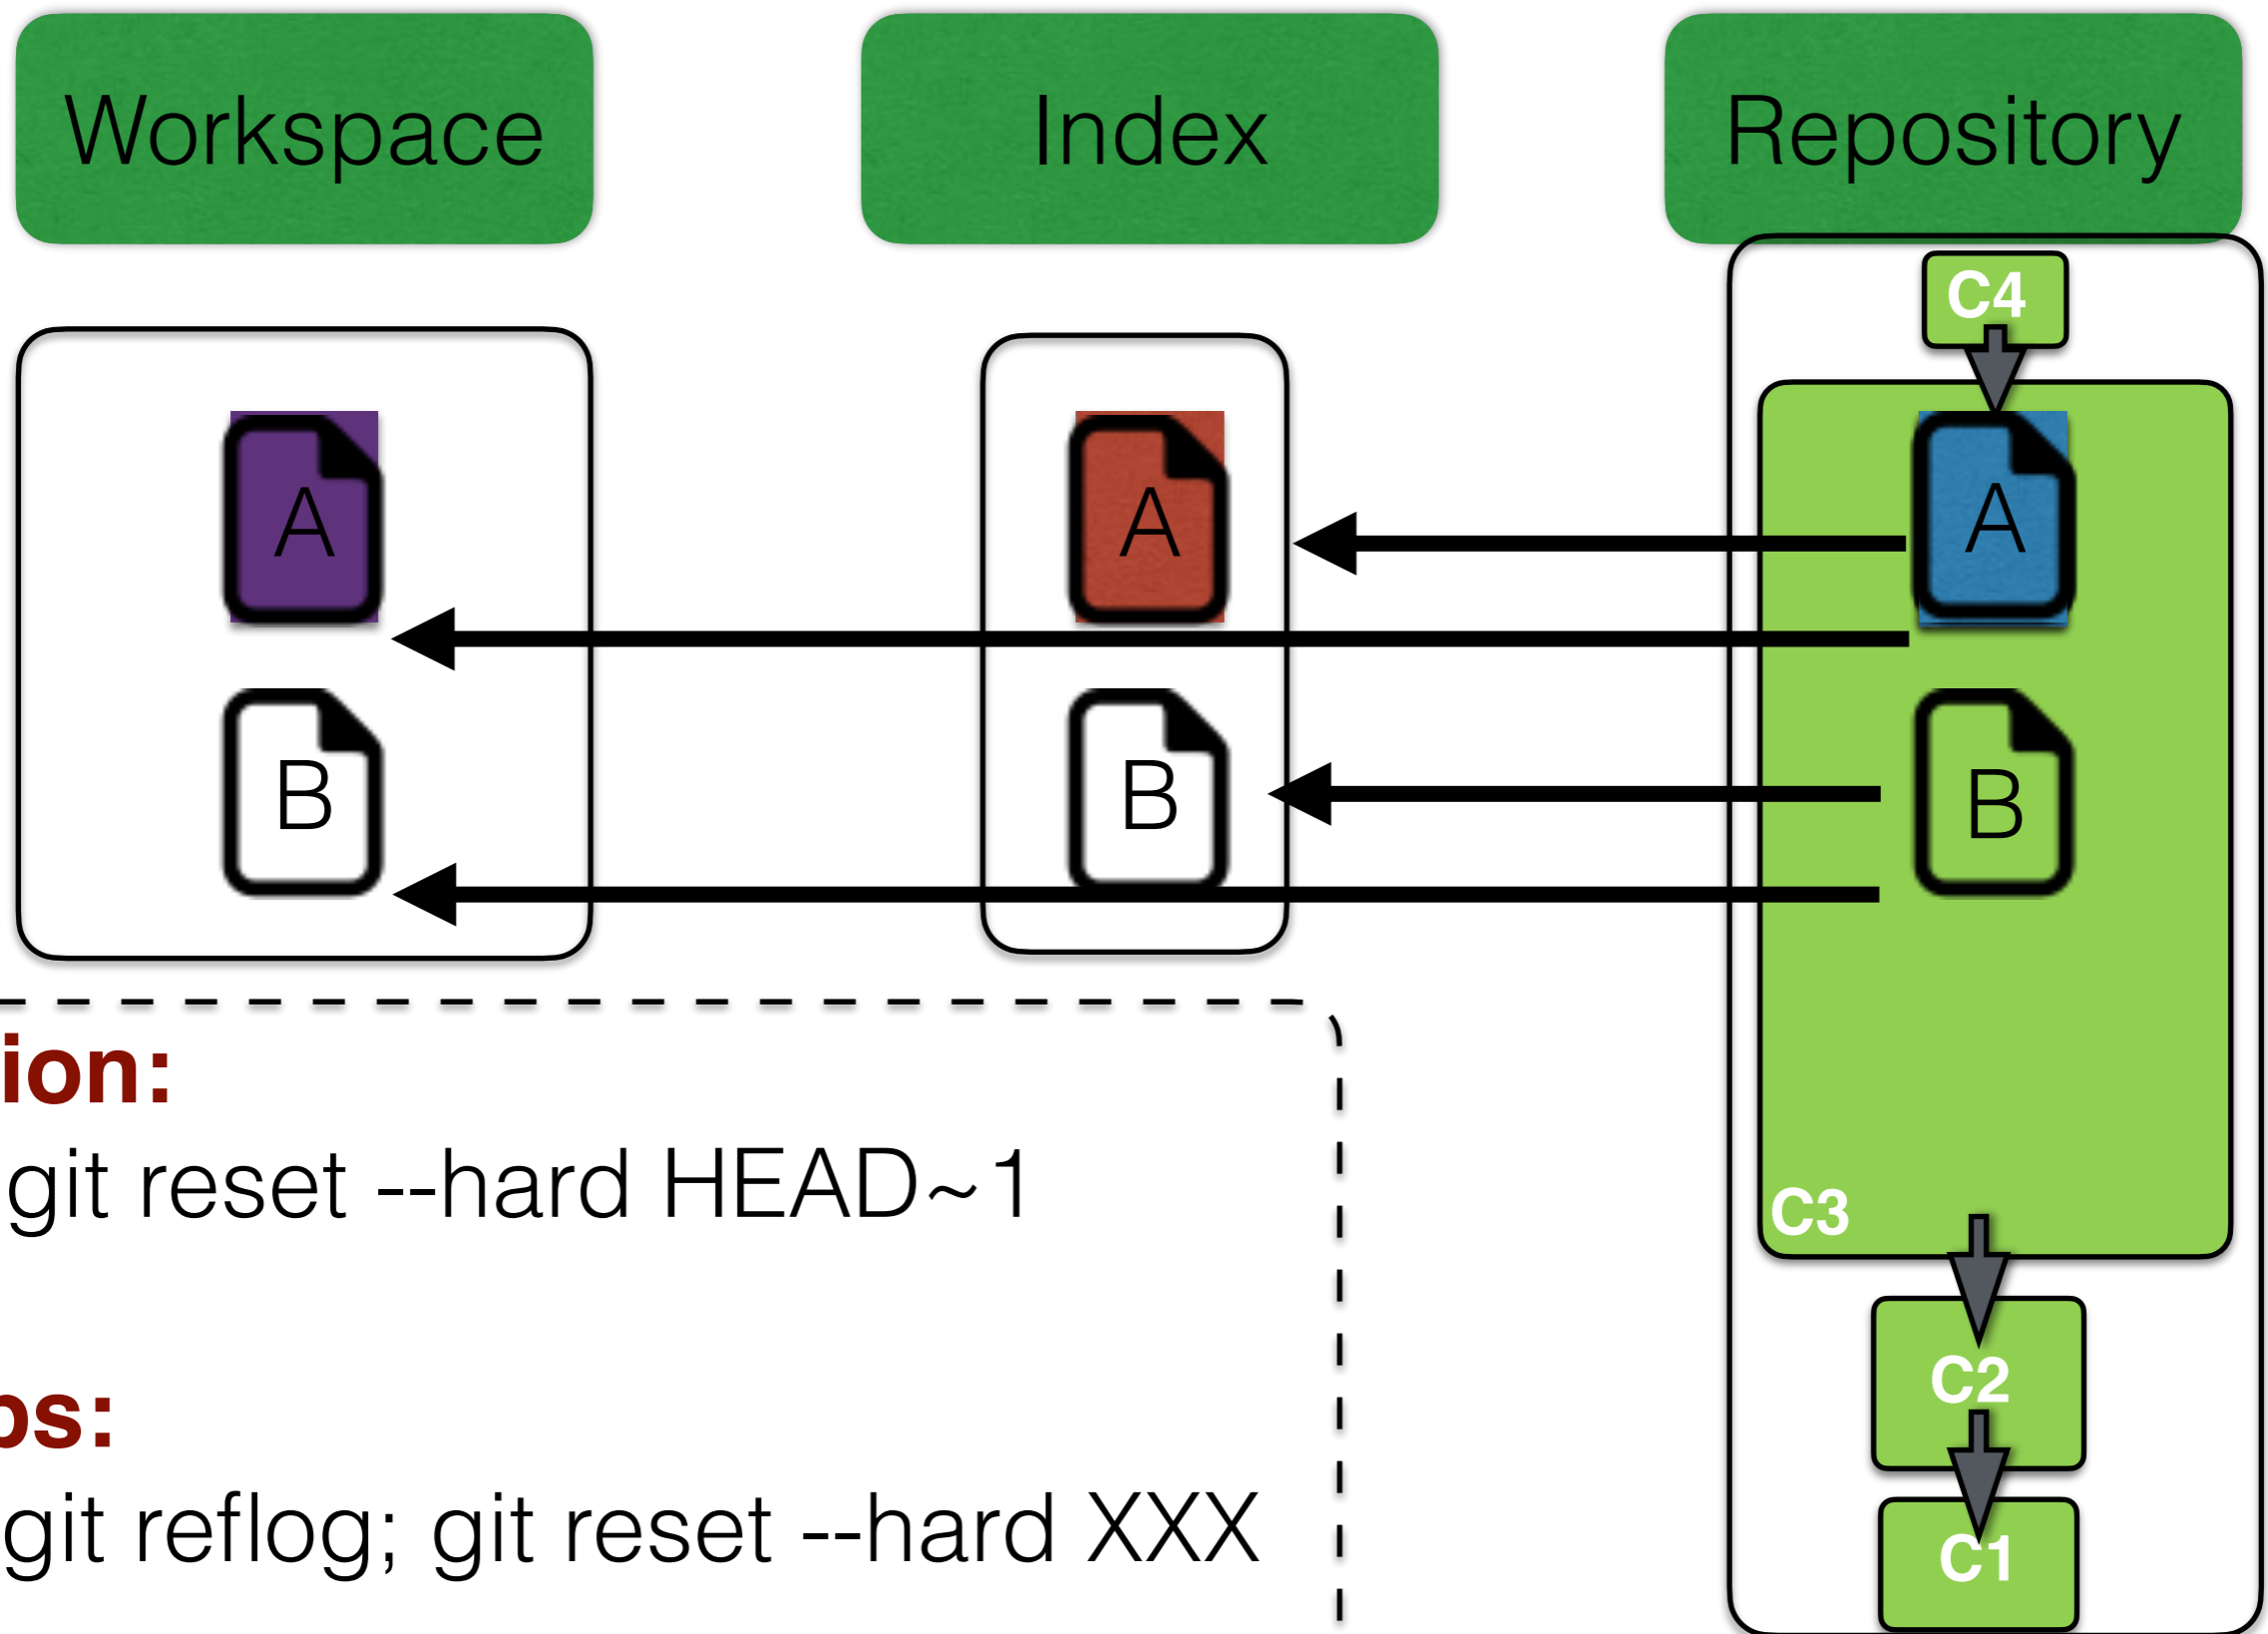 Workspace
Index
Repository
C4
A
A
A
B
B
B
ion:
git reset --hard HEAD~1
C3
C2
ps:
git reflog; git reset --hard XXX
C1